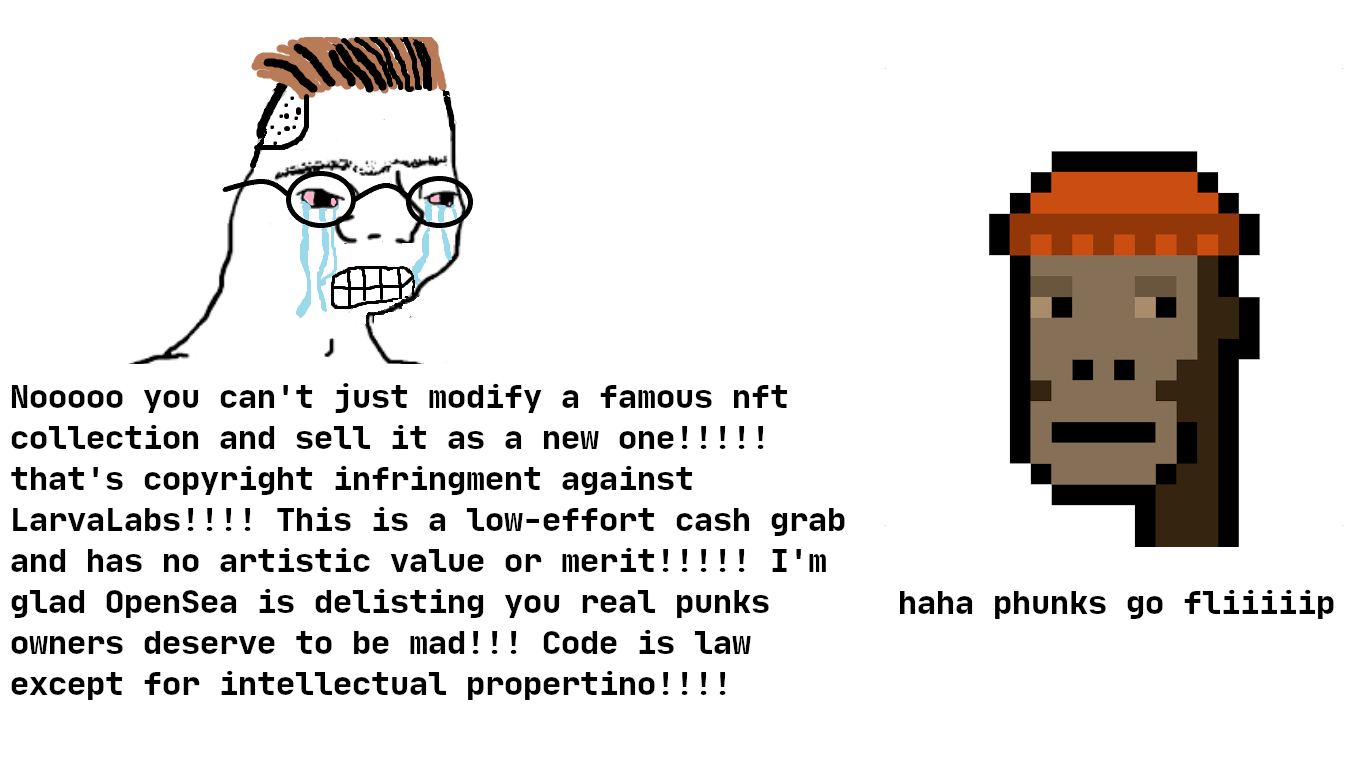 Nooooo you can't just modify a famous nft
collection and sell it as a new one!!!!!
that's copyright infringment against
LarvaLabs!!!! This is a low-effort cash grab
and has no artistic value or merit!!!!! I'm
glad OpenSea is delisting you real punks
owners deserve to be mad!!! Code is law
except for intellectual propertino!!!!
haha phunks go fliiiiip